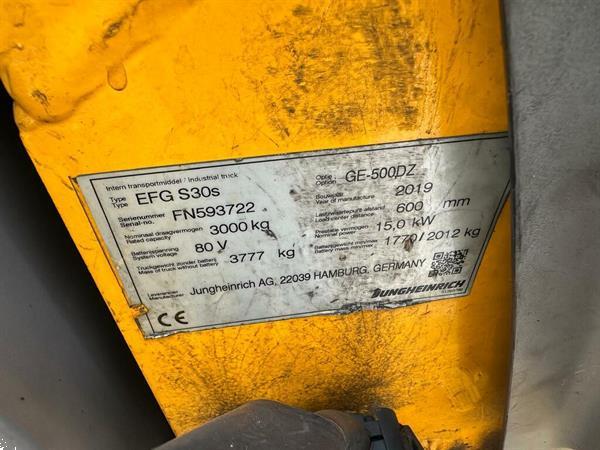 Intern transportmiddel / Industrial truck
Type
Type EFG S30s
Optie
Option GE-500DZ
Serienummer
Serial-no. FN593722
Bouwjaar
Year of manufacture 2019
Nominaal draagvermogen
Rated capacity 3000 kg
Lastzwaartepunt-afstand
Load center distance 600 mm
Batterijspanning
System voltage 80 V
Prestatie vermogen
Nominal power 15,0 kW
Truckgewicht zonder batterij
Mass of truck without battery 3777 kg
Batterijgewicht min/max
Battery mass min/max 1770 / 2012 kg
Leverancier
Manufacturer Jungheinrich AG, 22039 HAMBURG, GERMANY
CE
JUNGHEINRICH